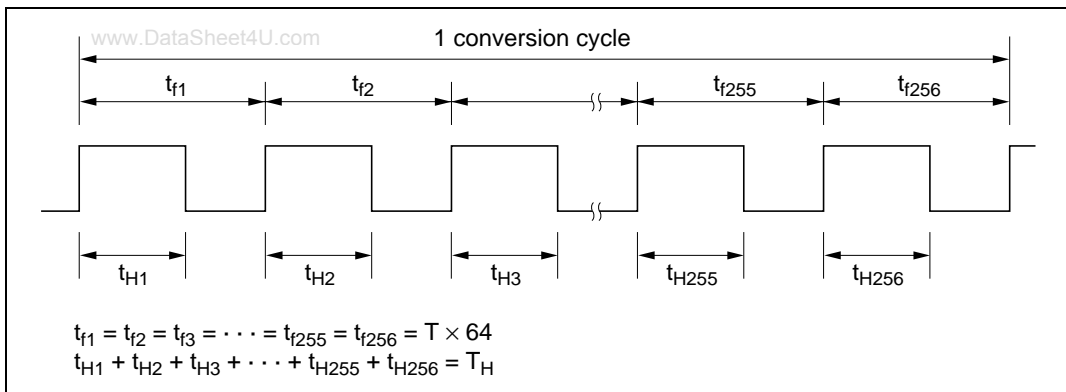 www.DataSheet4U.com
1 conversion cycle
tf1 tf2 tf255 tf256
tH1 tH2 tH3 tH255 tH256
tf1 = tf2 = tf3 = · · · = tf255 = tf256 = T × 64
tH1 + tH2 + tH3 + · · · + tH255 + tH256 = TH